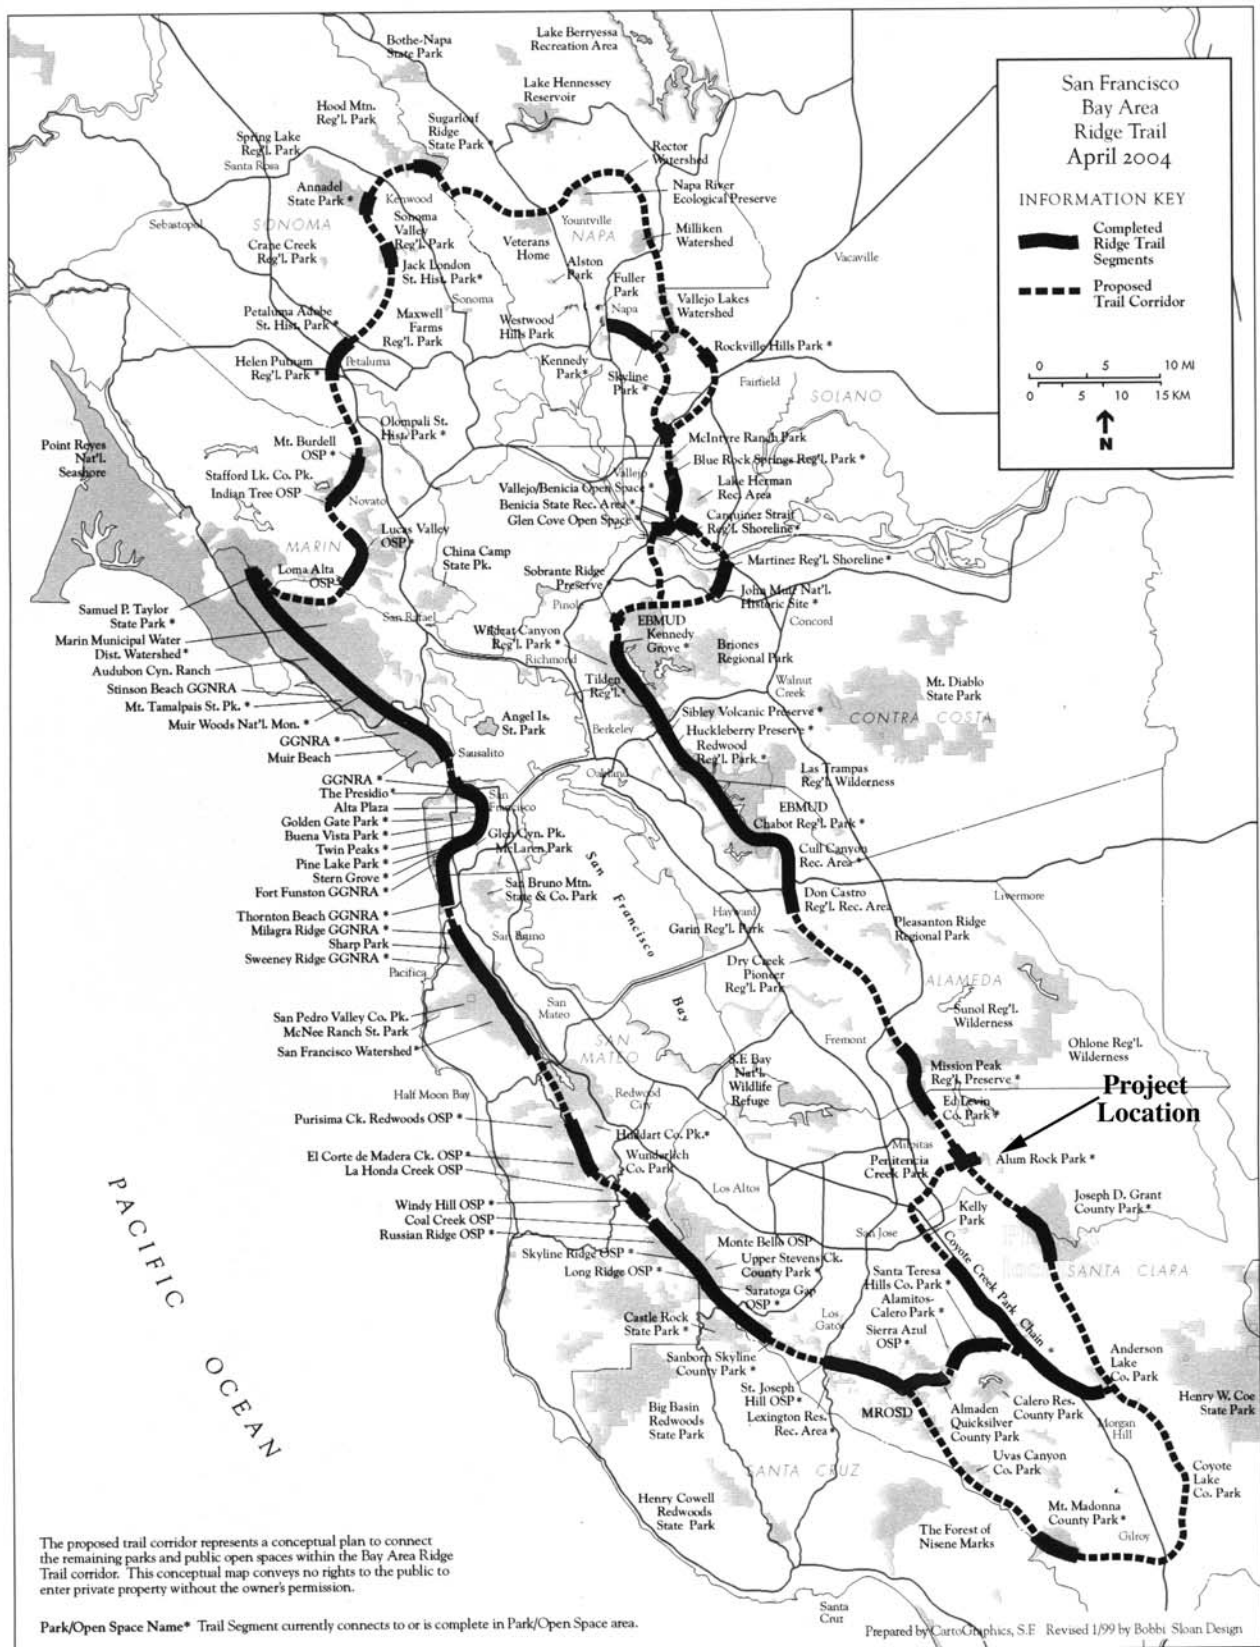 Bothe-Napa
State Park
Lake Berryessa
Recreation Area
Lake Hennessey
Reservoir
Hood Mtn.
Reg'l. Park
Sugarloaf
Ridge
State Park *
Spring Lake
Reg'l. Park
Santa Rosa
Rector
Watershed
Annadel
State Park *
Kenwood
Napa River
Ecological Preserve
Sebastopol
SONOMA
Sonoma
Valley
Reg'l. Park
Yountville
NAPA
Milliken
Watershed
Crane Creek
Reg'l. Park
Veterans
Home
Jack London
St. Hist. Park*
Alston
Park
Vacaville
Fuller
Park
Sonoma
Napa
Vallejo Lakes
Watershed
Petaluma Adobe
St. Hist. Park *
Maxwell
Farms
Reg'l. Park
Westwood
Hills Park
Rockville Hills Park *
Helen Putnam
Reg'l. Park *
Petaluma
Kennedy
Park*
Skyline
Park *
Fairfield
SOLANO
Olompali St.
Hist. Park *
McIntyre Ranch Park
Point Reyes
Nat'l.
Seashore
Mt. Burdell
OSP *
Blue Rock Springs Reg'l. Park *
Stafford Lk. Co. Pk.
Vallejo
Lake Herman
Rec. Area
Indian Tree OSP
Novato
Vallejo/Benicia Open Space *
Benicia State Rec. Area *
Glen Cove Open Space
Carquinez Strait
Reg'l. Shoreline*
Lucas Valley
OSP *
MARIN
China Camp
State Pk.
Loma Alta
OSP *
Sobrante Ridge
Preserve *
Martinez Reg'l. Shoreline *
John Muir Nat'l.
Historic Site *
Pinole
Samuel P. Taylor
State Park *
San Rafael
EBMUD
Kennedy
Grove *
Concord
Marin Municipal Water
Dist. Watershed *
Wildcat Canyon
Reg'l. Park *
Richmond
Briones
Regional Park
Audubon Cyn. Ranch
Stinson Beach GGNRA
Mt. Tamalpais St. Pk. *
Muir Woods Nat'l. Mon. *
Tilden
Reg'l.*
Walnut
Creek
Mt. Diablo
State Park
Angel Is.
St. Park
Berkeley
Sibley Volcanic Preserve *
CONTRA COSTA
GGNRA *
Muir Beach
Sausalito
Huckleberry Preserve *
Redwood
Reg'l. Park *
Oakland
Las Trampas
Reg'l. Wilderness
GGNRA *
The Presidio *
Alta Plaza
Golden Gate Park *
Buena Vista Park *
Twin Peaks *
Pine Lake Park *
Stern Grove *
Fort Funston GGNRA *
San
Francisco
EBMUD
Chabot Reg'l. Park *
Glen Cyn. Pk.
McLaren Park
Cull Canyon
Rec. Area *
San Francisco Bay
San Bruno Mtn.
State & Co. Park
Don Castro
Reg'l. Rec. Area
Livermore
Thornton Beach GGNRA *
Milagra Ridge GGNRA *
Sharp Park
Sweeney Ridge GGNRA *
Hayward
Garin Reg'l. Park
Pleasanton Ridge
Regional Park
San Bruno
Pacifica
Dry Creek
Pioneer
Reg'l. Park
ALAMEDA
San Pedro Valley Co. Pk.
McNee Ranch St. Park
San Francisco Watershed *
San
Mateo
Sunol Reg'l.
Wilderness
SAN
MATEO
Fremont
Ohlone Reg'l.
Wilderness
S.F. Bay
Nat'l.
Wildlife
Refuge
Mission Peak
Reg'l. Preserve *
Half Moon Bay
Redwood
City
Ed Levin
Co. Park *
Project
Location
Purisima Ck. Redwoods OSP *
Huddart Co. Pk.*
Milpitas
Penitencia
Creek Park
Alum Rock Park *
El Corte de Madera Ck. OSP *
La Honda Creek OSP
Wunderlich
Co. Park
Los Altos
PACIFIC
OCEAN
Windy Hill OSP *
Coal Creek OSP
Russian Ridge OSP *
Kelly
Park
Joseph D. Grant
County Park*
San Jose
Skyline Ridge OSP *
Long Ridge OSP *
Monte Bello OSP
Upper Stevens Ck.
County Park *
Santa Teresa
Hills Co. Park *
Coyote Creek Park Chain *
SANTA CLARA
Saratoga Gap
OSP *
Alamitos-
Calero Park *
Castle Rock
State Park *
Los
Gatos
Sierra Azul
OSP *
Sanborn Skyline
County Park *
Anderson
Lake
Co. Park
St. Joseph
Hill OSP *
Henry W. Coe
State Park
Big Basin
Redwoods
State Park
Lexington Res.
Rec. Area *
MROSD
Almaden
Quicksilver
County Park
Calero Res.
County Park
Morgan
Hill
Uvas Canyon
Co. Park
SANTA CRUZ
Coyote
Lake
Co. Park
Henry Cowell
Redwoods
State Park
Mt. Madonna
County Park *
The Forest of
Nisene Marks
Gilroy
Santa
Cruz
San Francisco
Bay Area
Ridge Trail
April 2004
INFORMATION KEY
Completed
Ridge Trail
Segments
Proposed
Trail Corridor
0 5 10 MI
0 5 10 15 KM
N
The proposed trail corridor represents a conceptual plan to connect
the remaining parks and public open spaces within the Bay Area Ridge
Trail corridor. This conceptual map conveys no rights to the public to
enter private property without the owner's permission.
Park/Open Space Name* Trail Segment currently connects to or is complete in Park/Open Space area.
Prepared by CartoGraphics, S.F. Revised 1/99 by Bobbi Sloan Design